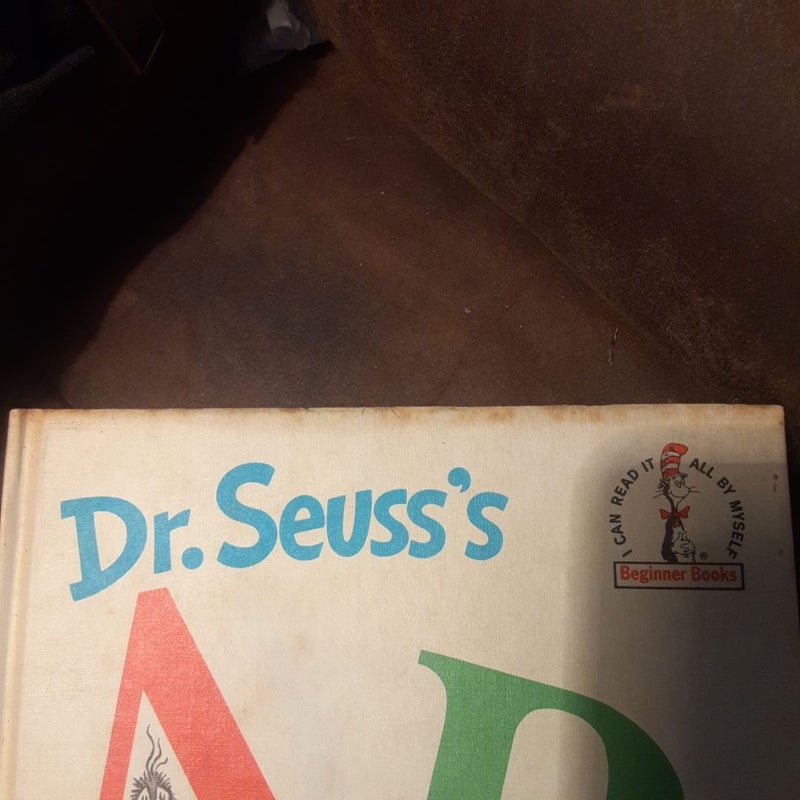 Dr. Seuss's
I CAN READ IT ALL BY MYSELF
®
Beginner Books
A B